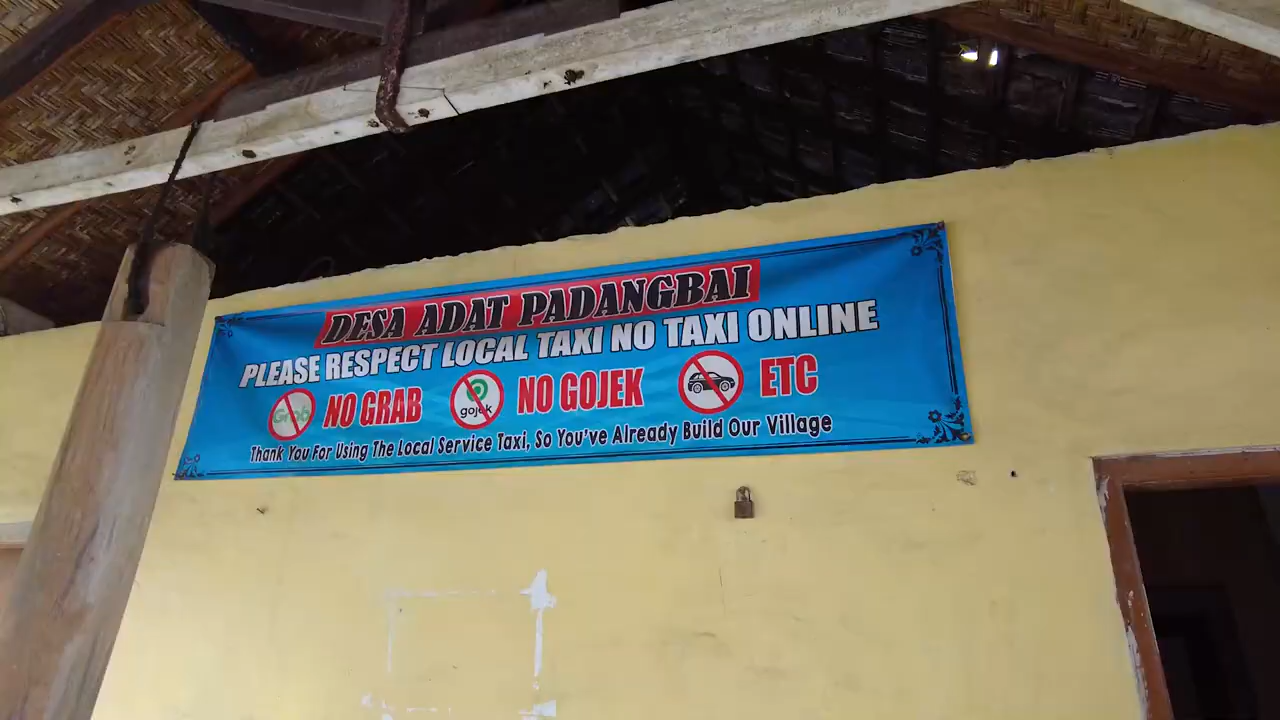 DESA ADAT PADANGBAI
PLEASE RESPECT LOCAL TAXI NO TAXI ONLINE
Grab NO GRAB gojek NO GOJEK ETC
Thank You For Using The Local Service Taxi, So You've Already Build Our Village